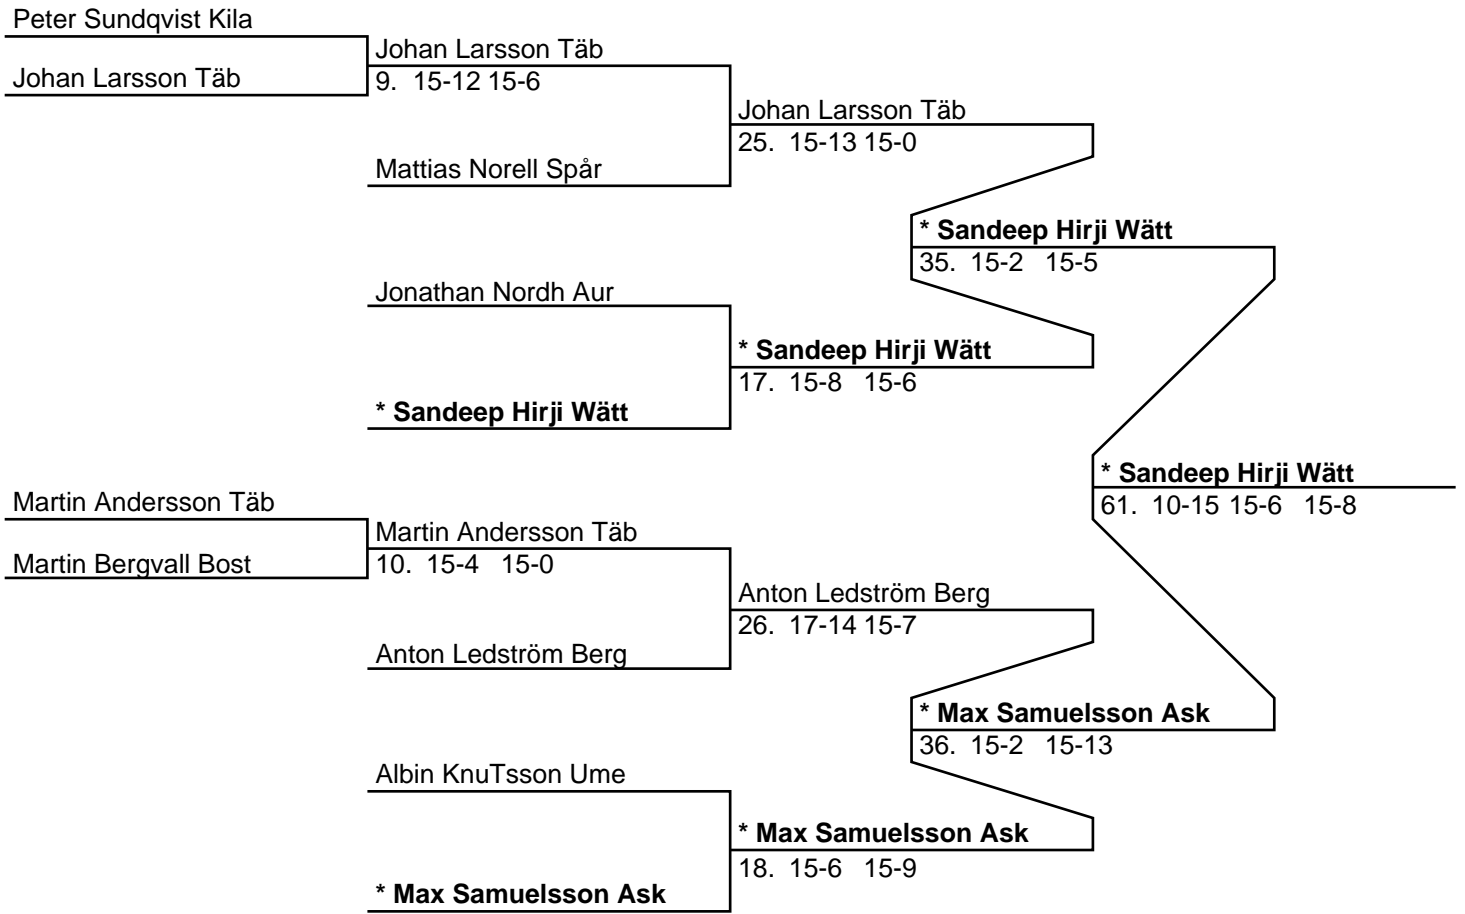 Peter Sundqvist Kila
Johan Larsson Täb
Johan Larsson Täb
9. 15-12 15-6
Johan Larsson Täb
25. 15-13 15-0
Mattias Norell Spår
* Sandeep Hirji Wätt
35. 15-2 15-5
Jonathan Nordh Aur
* Sandeep Hirji Wätt
17. 15-8 15-6
* Sandeep Hirji Wätt
* Sandeep Hirji Wätt
61. 10-15 15-6 15-8
Martin Andersson Täb
Martin Andersson Täb
10. 15-4 15-0
Martin Bergvall Bost
Anton Ledström Berg
26. 17-14 15-7
Anton Ledström Berg
* Max Samuelsson Ask
36. 15-2 15-13
Albin KnuTsson Ume
* Max Samuelsson Ask
18. 15-6 15-9
* Max Samuelsson Ask